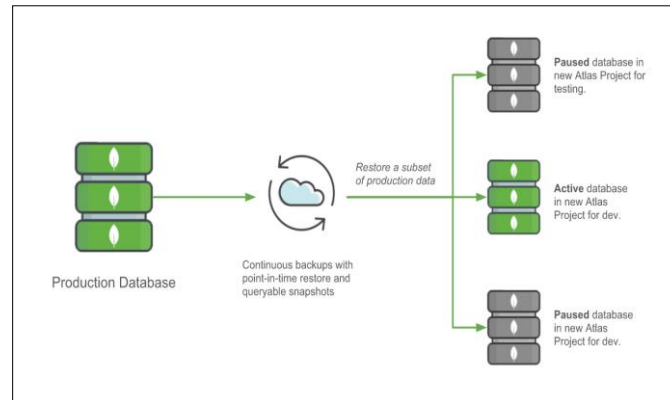 Production Database
Continuous backups with
point-in-time restore and
queryable snapshots
Restore a subset
of production data
Paused database in
new Atlas Project for
testing.
Active database
in new Atlas
Project for dev.
Paused database
in new Atlas
Project for dev.